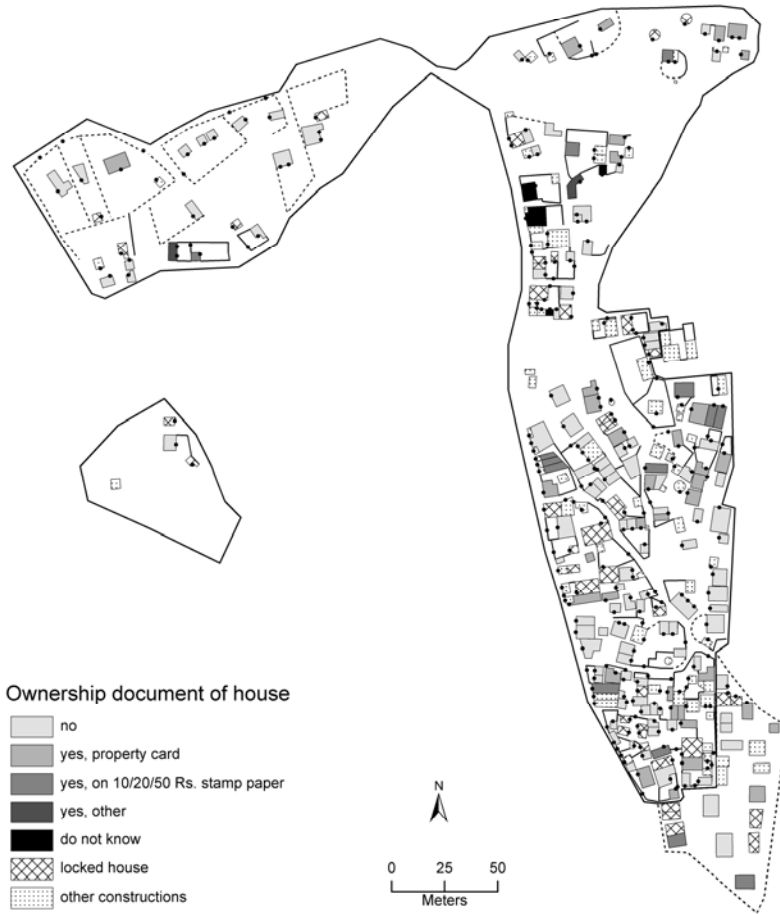 Ownership document of house
no
yes, property card
yes, on 10/20/50 Rs. stamp paper
yes, other
do not know
locked house
other constructions
N
0 25 50
Meters